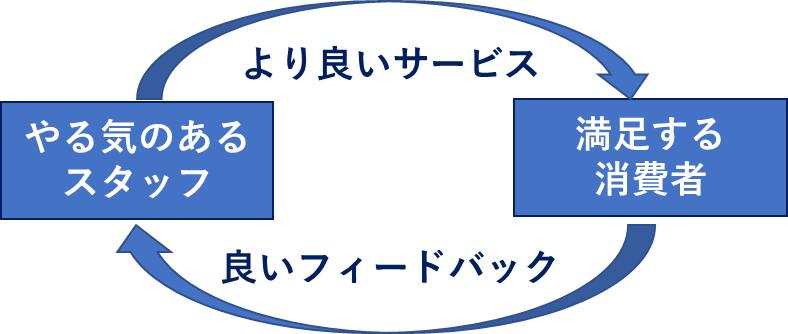 より良いサービス
やる気のある
スタッフ
満足する
消費者
良いフィードバック